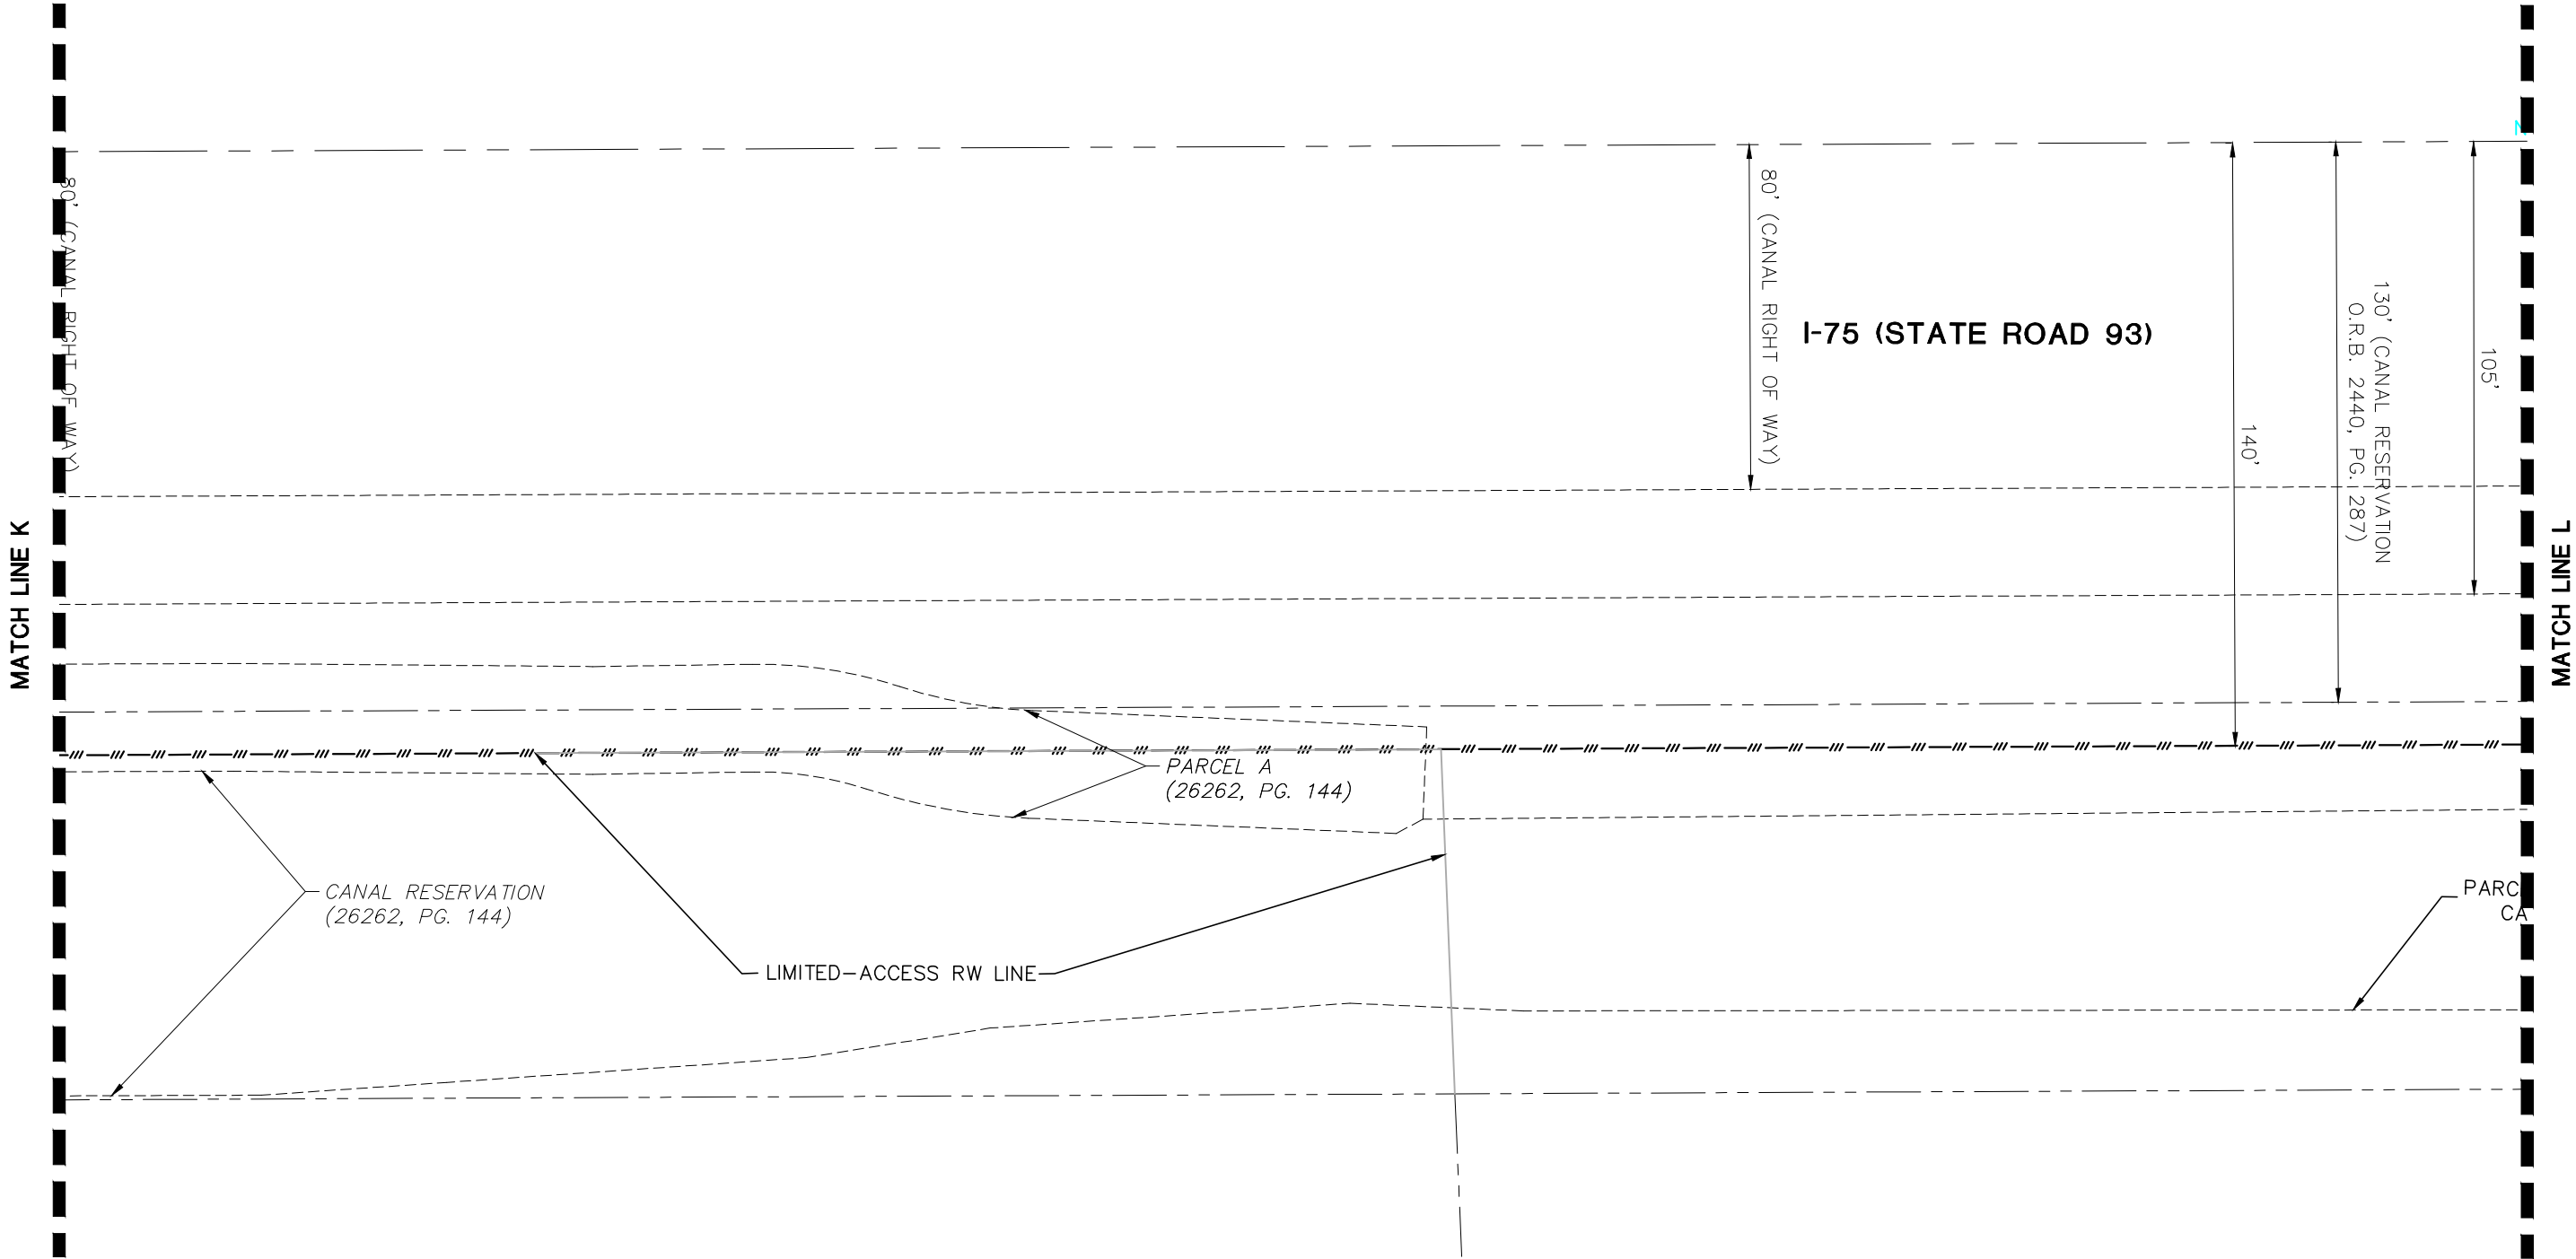 MATCH LINE K
80' (CANAL RIGHT OF WAY)
80' (CANAL RIGHT OF WAY)
I-75 (STATE ROAD 93)
140'
130' (CANAL RESERVATION
O.R.B. 2440, PG. 287)
105'
MATCH LINE L
PARCEL A
(26262, PG. 144)
CANAL RESERVATION
(26262, PG. 144)
LIMITED-ACCESS RW LINE
PARC
CA